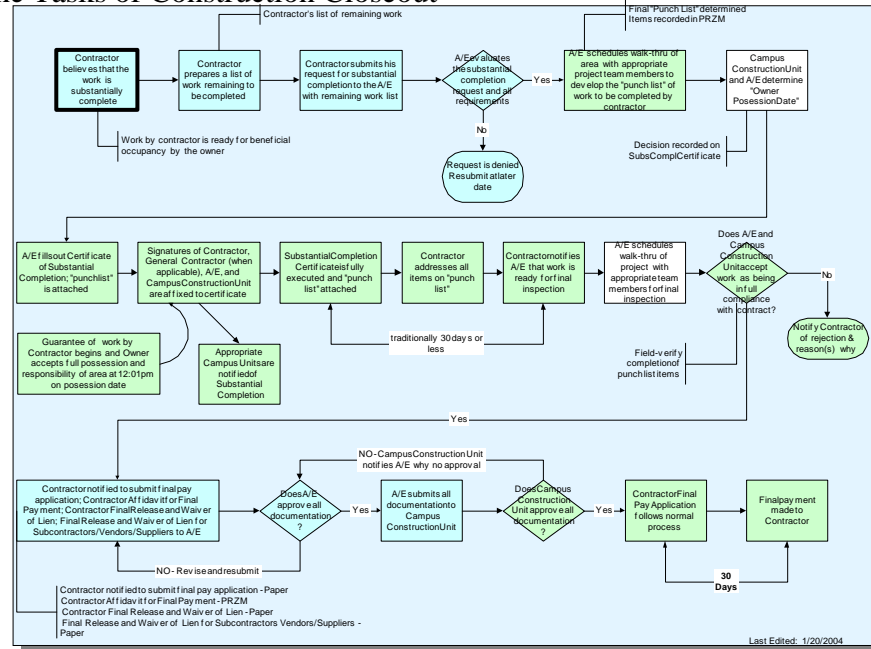 he Tasks of Construction Closeout
Contractor's list of remaining work
Final "Punch List" determined
Items recorded in PRZM
Contractor
believes that the
work is
substantially
complete
Contractor
prepares a list of
work remaining to
be completed
Contractor submits his
request for substantial
completion to the A/E
with remaining work list
A/E evaluates
the substantial
completion
request and all
requirements
Yes
A/E schedules walk-thru of
area with appropriate
project team members to
develop the "punch list" of
work to be completed by
contractor
Campus
Construction Unit
and A/E determine
"Owner
Posession Date"
No
Work by contractor is ready for beneficial
occupancy by the owner
Request is denied
Resubmit at later
date
Decision recorded on
Subs Compl Certificate
A/E fills out Certificate
of Substantial
Completion; "punchlist"
is attached
Signatures of Contractor,
General Contractor (when
applicable), A/E, and
Campus Construction Unit
are affixed to certificate
Substantial Completion
Certificate is fully
executed and "punch
list" attached
Contractor
addresses all
items on "punch
list"
Contractor notifies
A/E that work is
ready for final
inspection
A/E schedules
walk-thru of
project with
appropriate team
members for final
inspection
Does A/E and
Campus
Construction
Unit accept
work as being
in full
compliance
with contract?
No
traditionally 30 days or
less
Guarantee of work by
Contractor begins and Owner
accepts full possession and
responsibility of area at 12:01pm
on posession date
Appropriate
Campus Units are
notified of
Substantial
Completion
Field-verify
completion of
punch list items
Notify Contractor
of rejection &
reason(s) why
Yes
NO - Campus Construction Unit
notifies A/E why no approval
Contractor notified to submit final pay
application; Contractor Affidavit for Final
Payment; Contractor Final Release and Waiver
of Lien; Final Release and Waiver of Lien for
Subcontractors/Vendors/Suppliers to A/E
Does A/E
approve all
documentation
?
Yes
A/E submits all
documentation to
Campus
Construction Unit
Does Campus
Construction
Unit approve all
documentation
?
Yes
Contractor Final
Pay Application
follows normal
process
Final payment
made to
Contractor
NO - Revise and resubmit
30
Days
Contractor notified to submit final pay application - Paper
Contractor Affidavit for Final Payment - PRZM
Contractor Final Release and Waiver of Lien - Paper
Final Release and Waiver of Lien for Subcontractors Vendors/Suppliers -
Paper
Last Edited: 1/20/2004